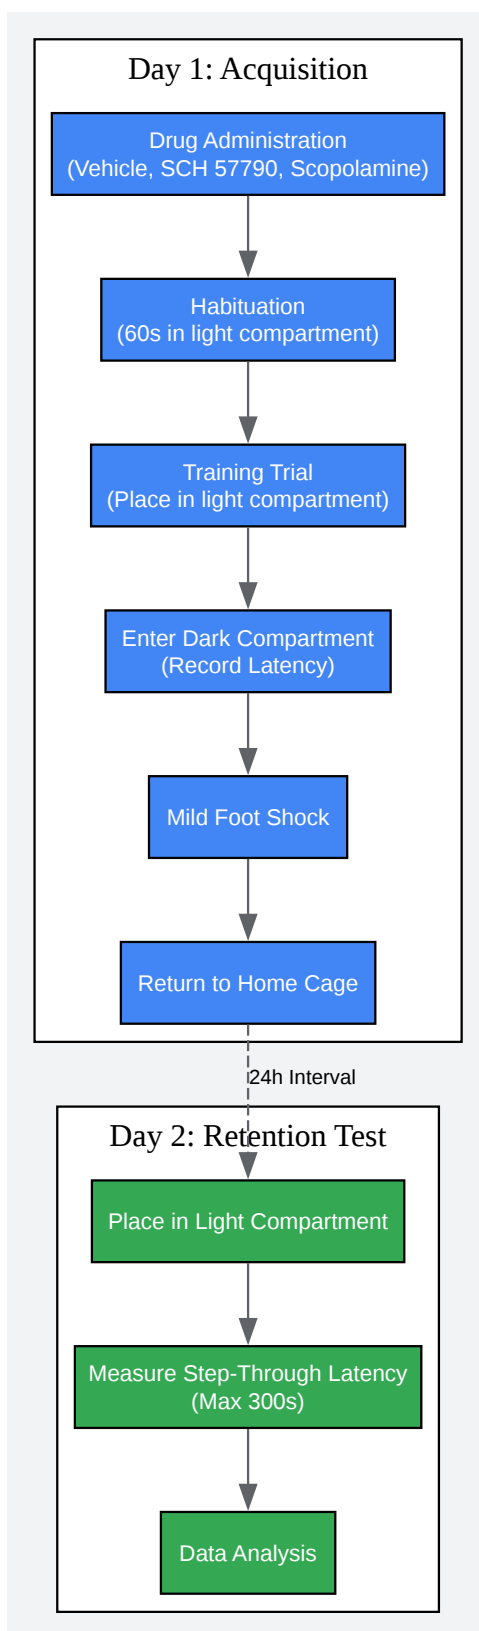 Day 1: Acquisition
Drug Administration
(Vehicle, SCH 57790, Scopolamine)
Habituation
(60s in light compartment)
Training Trial
(Place in light compartment)
Enter Dark Compartment
(Record Latency)
Mild Foot Shock
Return to Home Cage
24h Interval
Day 2: Retention Test
Place in Light Compartment
Measure Step-Through Latency
(Max 300s)
Data Analysis